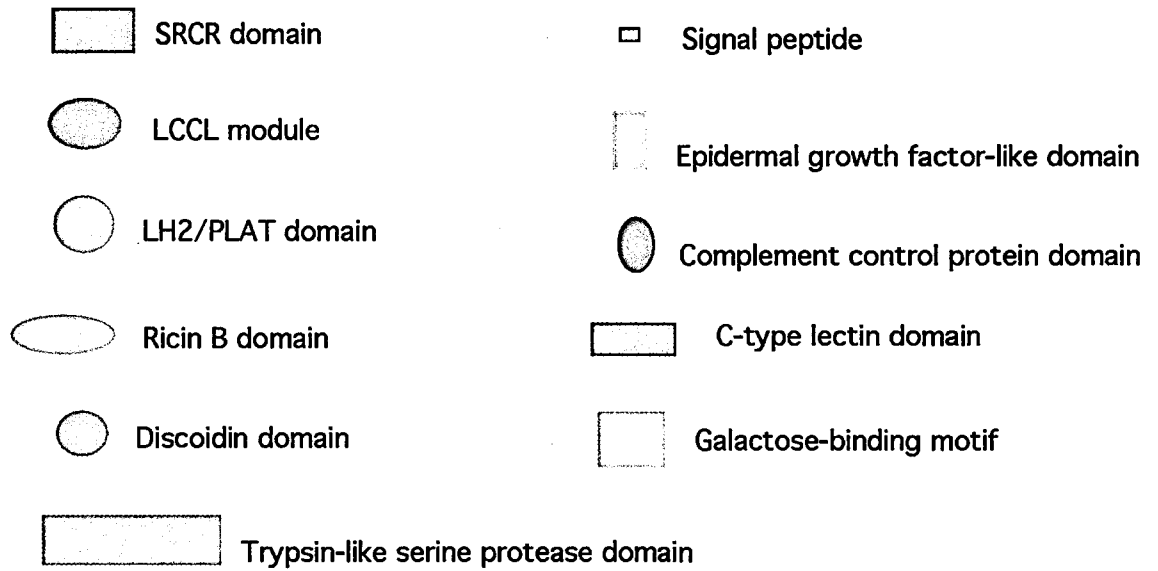 SRCR domain
Signal peptide
LCCL module
Epidermal growth factor-like domain
LH2/PLAT domain
Complement control protein domain
Ricin B domain
C-type lectin domain
Discoidin domain
Galactose-binding motif
Trypsin-like serine protease domain